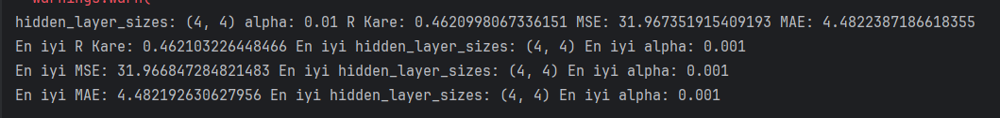 warnings.warn(
hidden_layer_sizes: (4, 4) alpha: 0.01 R Kare: 0.4620998067336151 MSE: 31.967351915409193 MAE: 4.4822387186618355
En iyi R Kare: 0.462103226448466 En iyi hidden_layer_sizes: (4, 4) En iyi alpha: 0.001
En iyi MSE: 31.966847284821483 En iyi hidden_layer_sizes: (4, 4) En iyi alpha: 0.001
En iyi MAE: 4.482192630627956 En iyi hidden_layer_sizes: (4, 4) En iyi alpha: 0.001